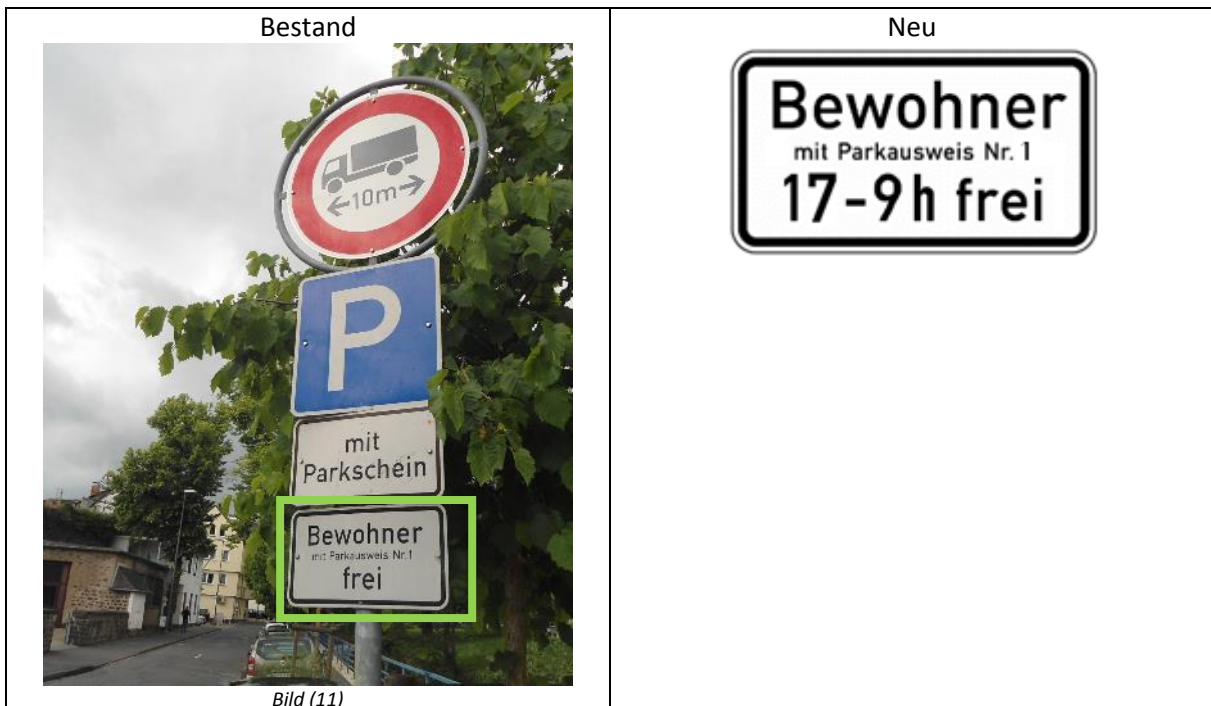 Bestand
10m
P
mit
Parkschein
Bewohner
mit Parkausweis Nr.1
frei
Bild (11)
Neu
Bewohner
mit Parkausweis Nr. 1
17-9h frei